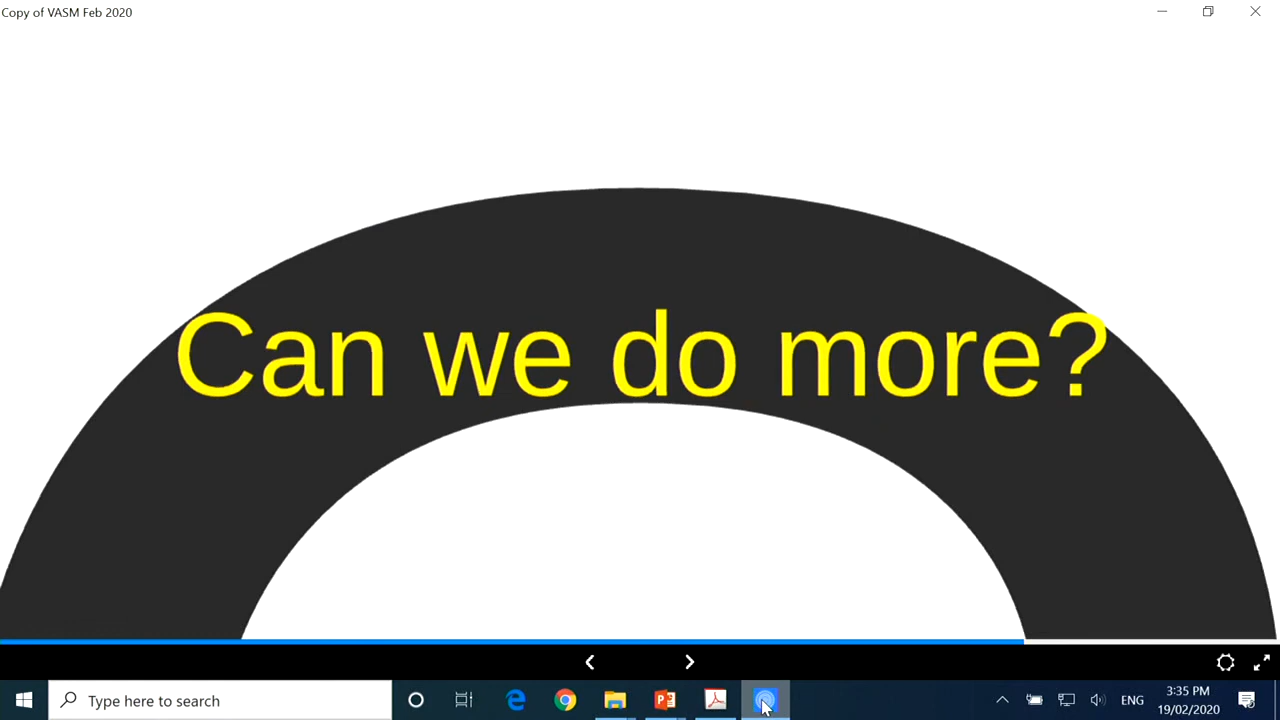 Copy of VASM Feb 2020
Can we do more?
Type here to search
ENG
3:35 PM
19/02/2020